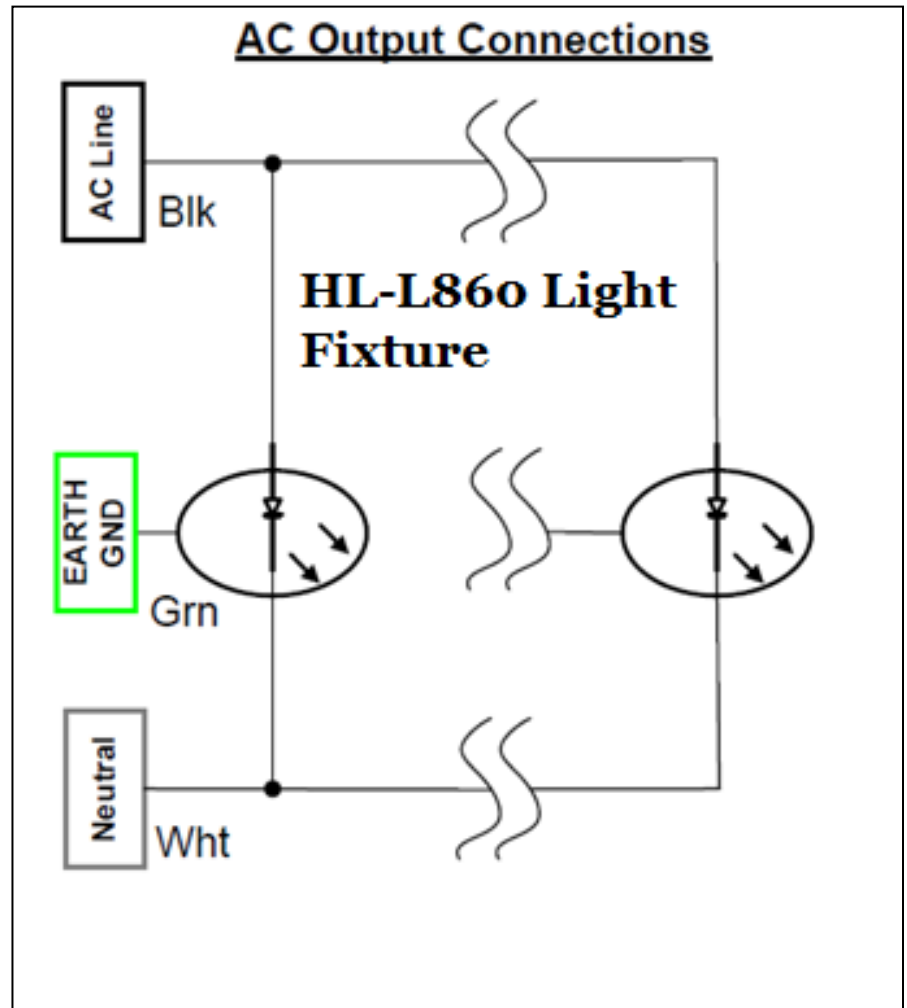 AC Output Connections
AC Line
Blk
HL-L860 Light
Fixture
EARTH
GND
Grn
Neutral
Wht